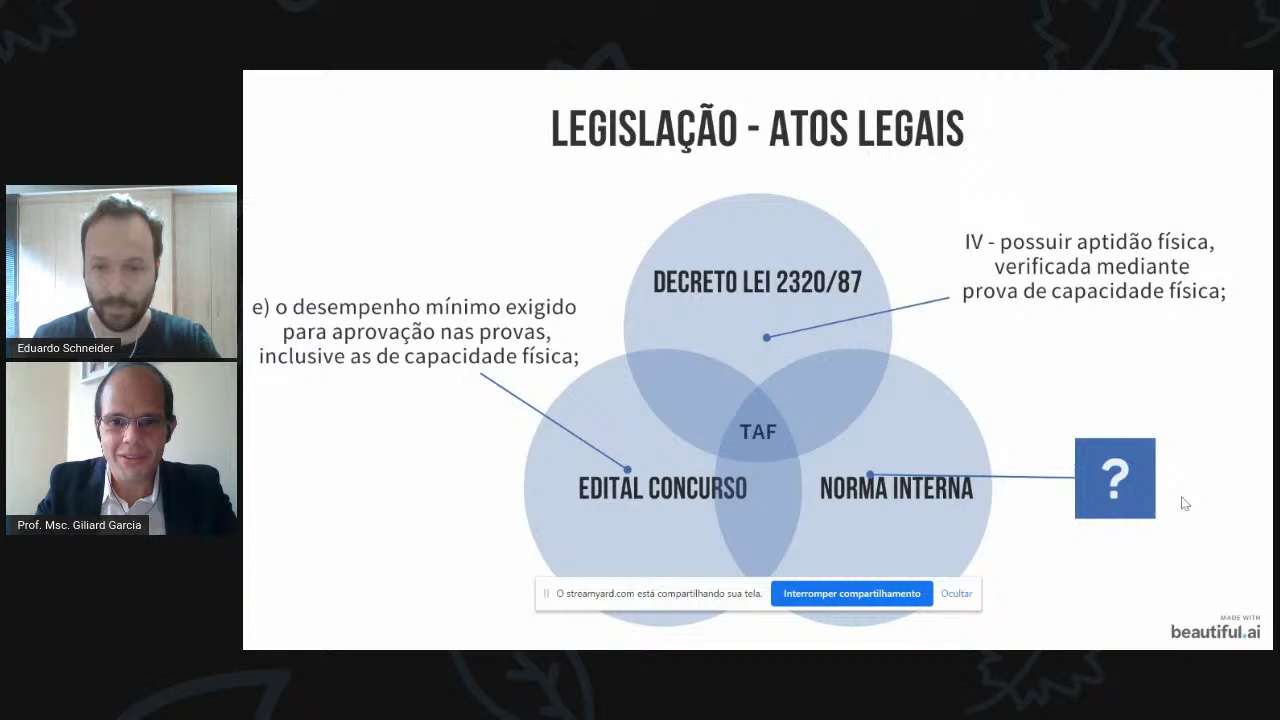 LEGISLAÇÃO - ATOS LEGAIS
IV - possuir aptidão física,
verificada mediante
prova de capacidade física;
DECRETO LEI 2320/87
e) o desempenho mínimo exigido
para aprovação nas provas,
inclusive as de capacidade física;
TAF
EDITAL CONCURSO
NORMA INTERNA
?
Eduardo Schneider
Prof. Msc. Giliard Garcia
O streamyard.com está compartilhando sua tela.
Interromper compartilhamento
Ocultar
MADE WITH
beautiful.ai